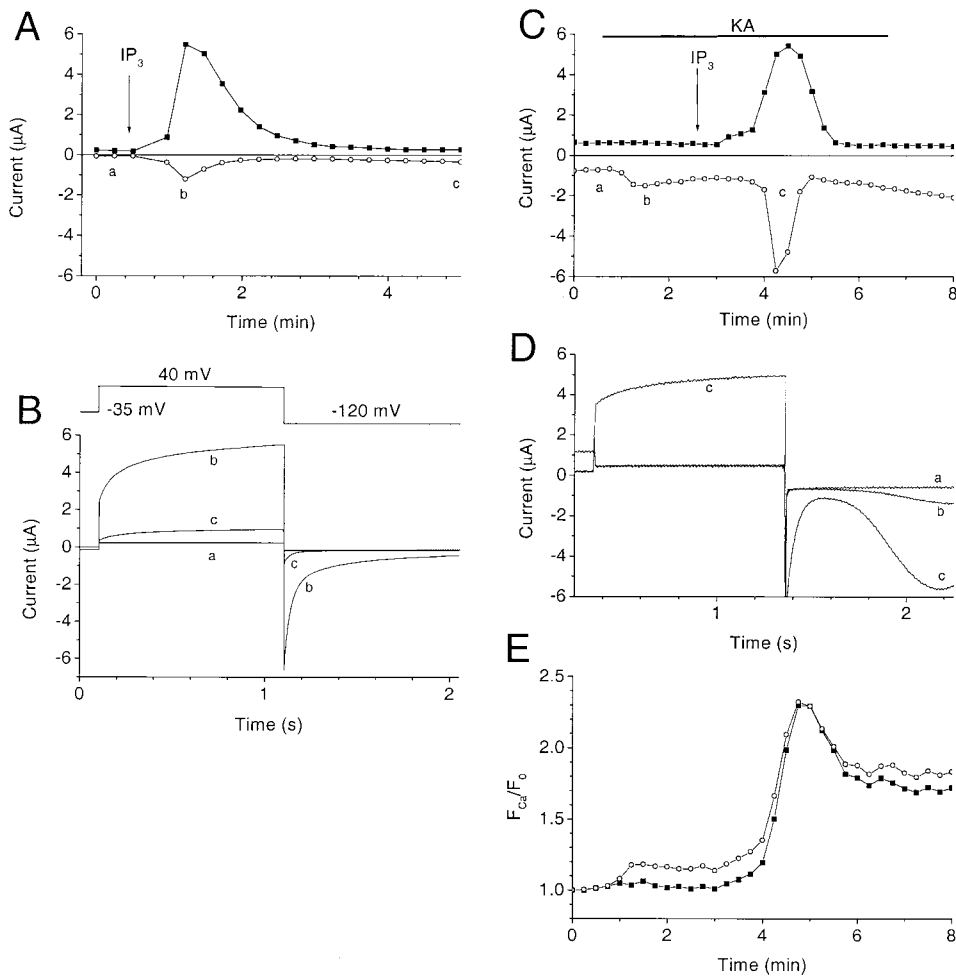 A
IP3
Current (µA)
6
4
2
0
-2
-4
-6
a
b
c
0
2
4
Time (min)
B
40 mV
-35 mV
-120 mV
Current (µA)
6
4
2
0
-2
-4
-6
b
c
a
c
b
0
1
2
Time (s)
C
KA
IP3
Current (µA)
6
4
2
0
-2
-4
-6
a
b
c
0
2
4
6
8
Time (min)
D
Current (µA)
6
4
2
0
-2
-4
-6
c
a
b
c
1
2
Time (s)
E
FCa/F0
2.5
2.0
1.5
1.0
0
2
4
6
8
Time (min)